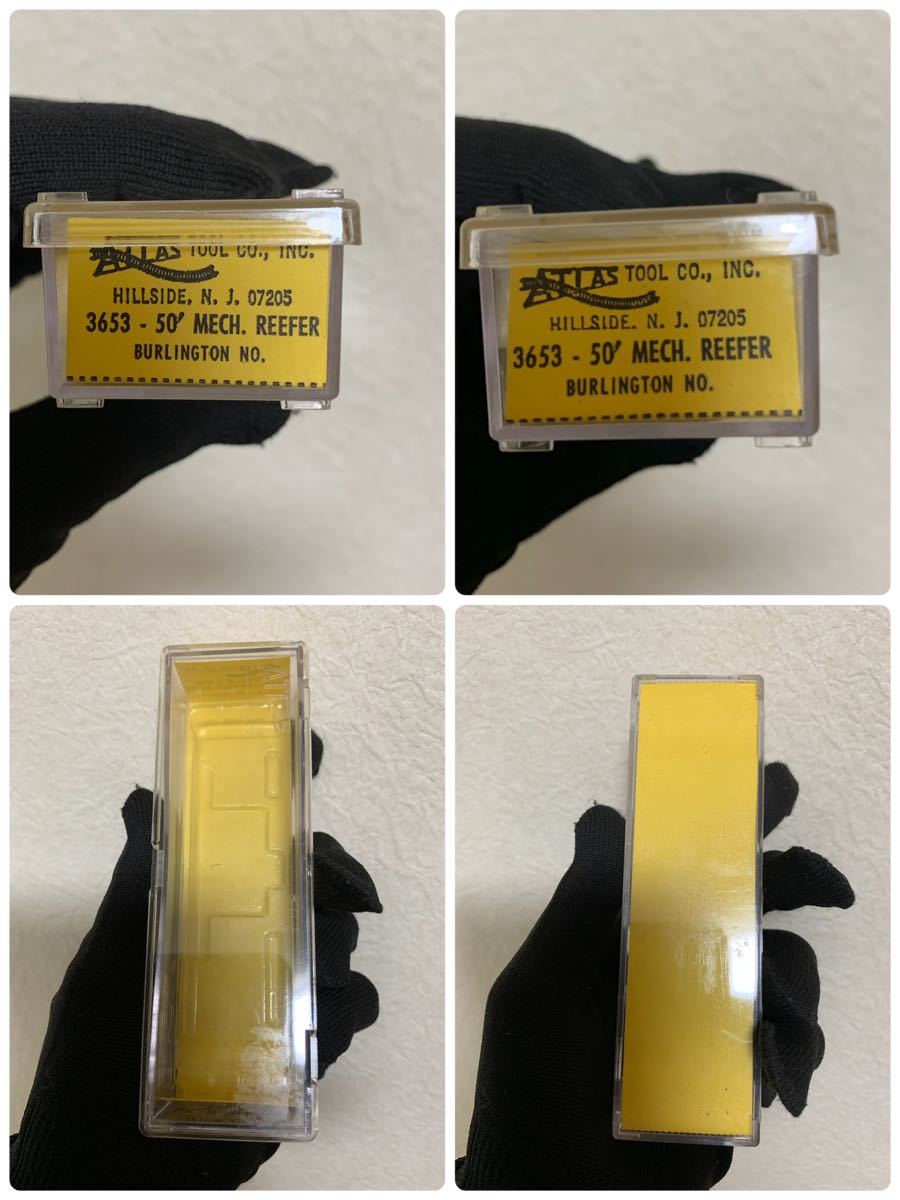 ATLAS TOOL CO., INC.
HILLSIDE, N. J. 07205
3653 - 50' MECH. REEFER
BURLINGTON NO.
ATLAS TOOL CO., INC.
HILLSIDE, N. J. 07205
3653 - 50' MECH. REEFER
BURLINGTON NO.
ATLAS